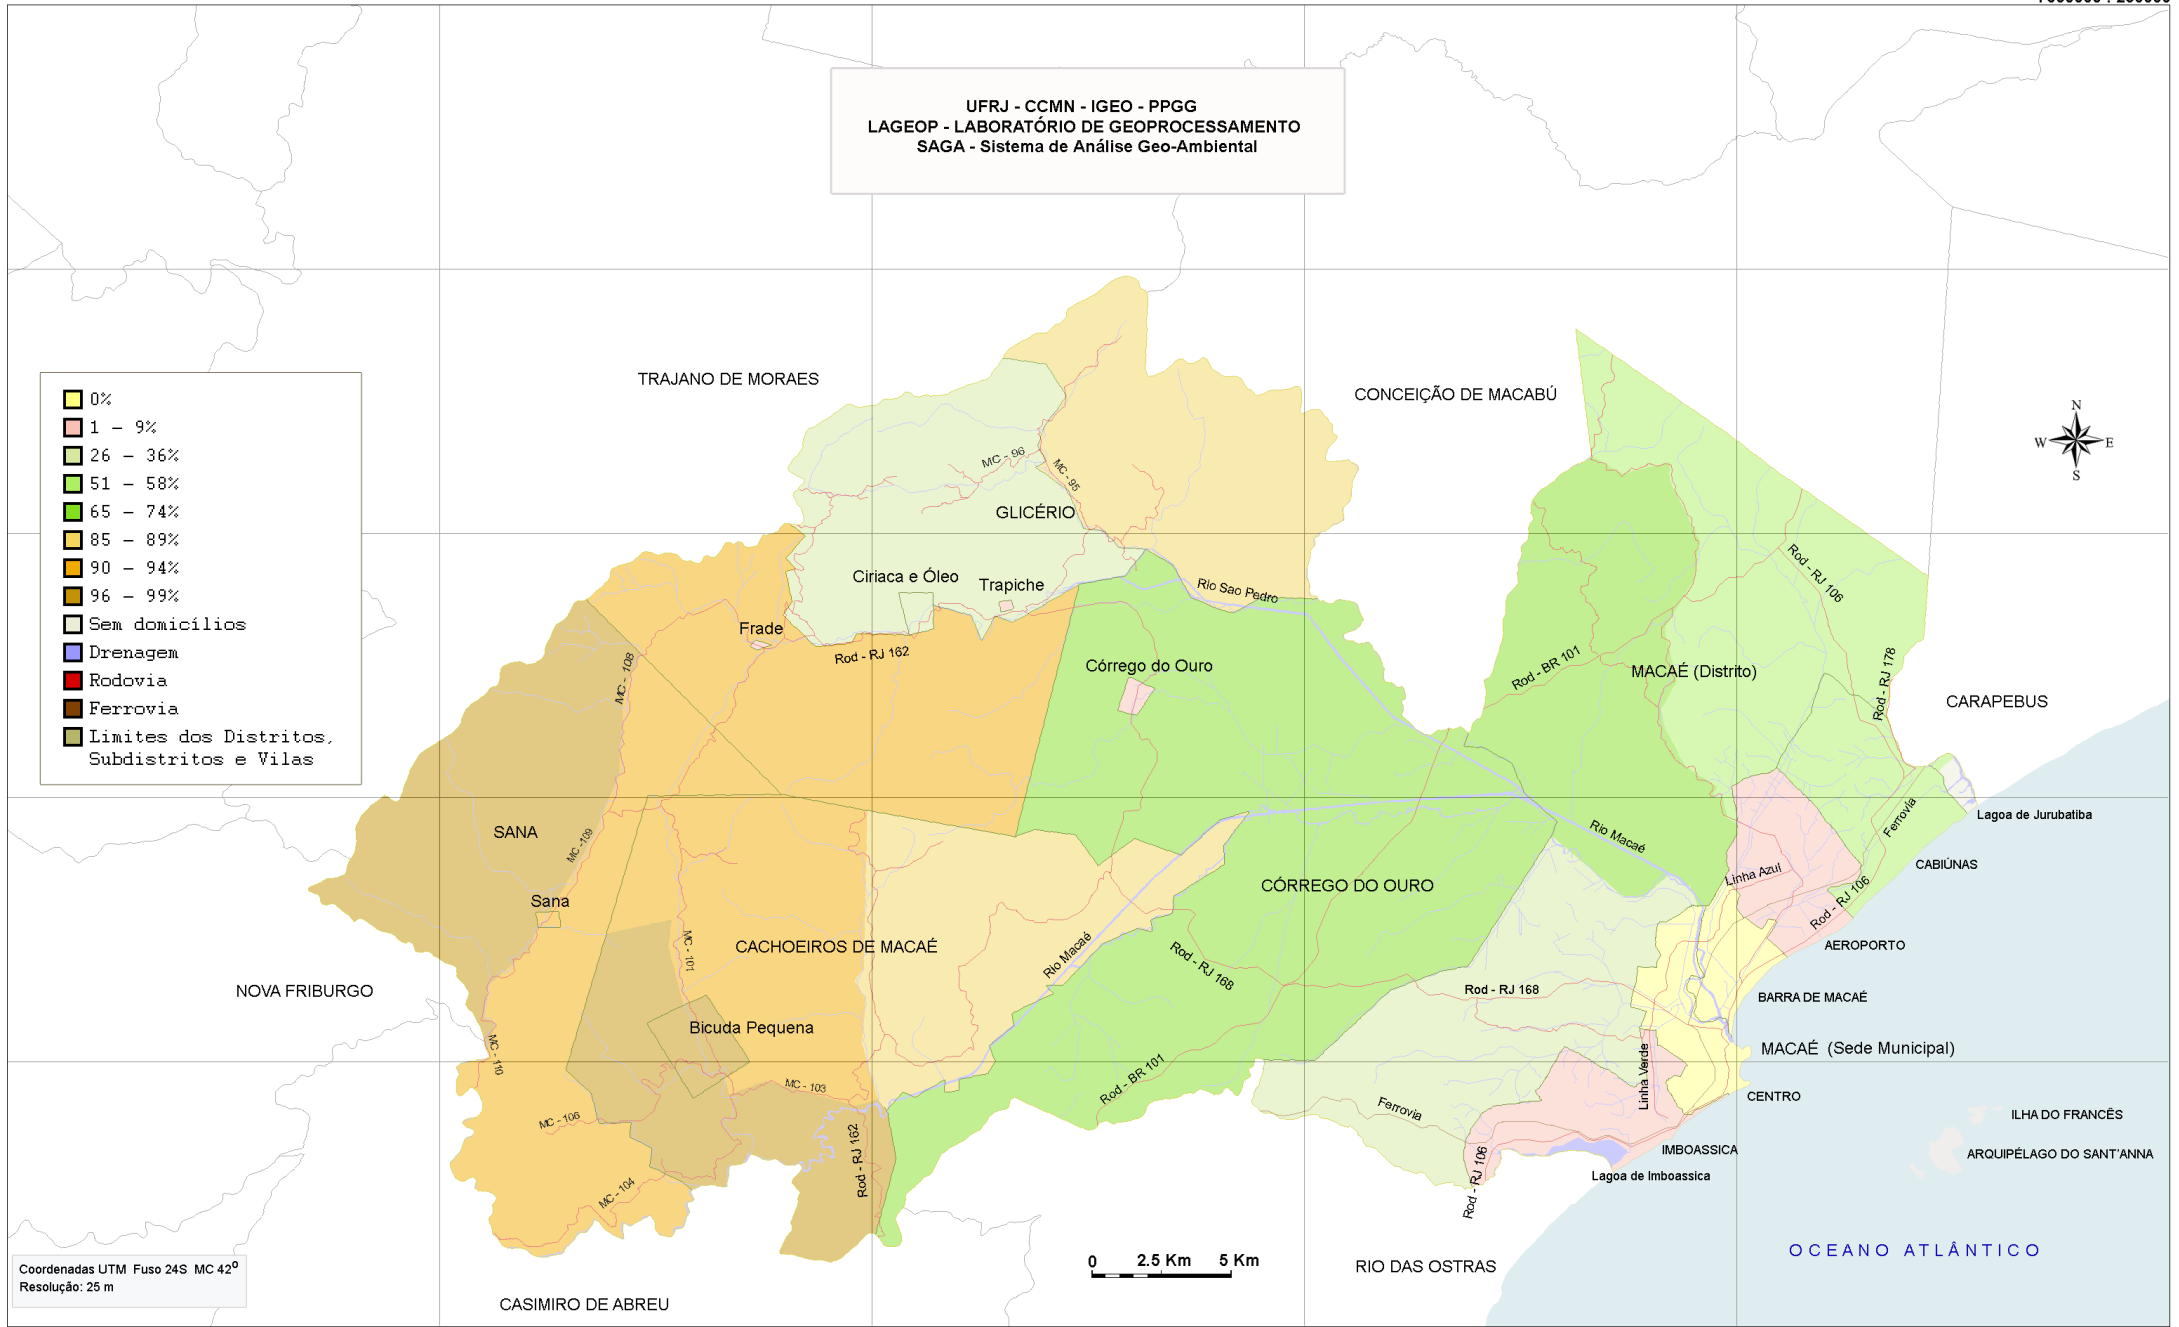 UFRJ - CCMN - IGEO - PPGG
LAGEOP - LABORATÓRIO DE GEOPROCESSAMENTO
SAGA - Sistema de Análise Geo-Ambiental
TRAJANO DE MORAES
CONCEIÇÃO DE MACABÚ
0%
1 - 9%
26 - 36%
51 - 58%
65 - 74%
85 - 89%
90 - 94%
96 - 99%
Sem domicílios
Drenagem
Rodovia
Ferrovia
Limites dos Distritos,
Subdistritos e Vilas
N
W
E
S
MC - 96
MC - 95
GLICÉRIO
Ciriaca e Óleo
Trapiche
Rio Sao Pedro
Rod - RJ 106
Frade
Rod - RJ 162
MC - 108
Córrego do Ouro
Rod - BR 101
MACAÉ (Distrito)
Rod - RJ 178
CARAPEBUS
SANA
MC -109
Rio Macaé
Ferrovia
Lagoa de Jurubatiba
CABIÚNAS
Linha Azul
CÓRREGO DO OURO
Sana
Rod - RJ 106
MC - 101
CACHOEIROS DE MACAÉ
Rio Macaé
Rod - RJ 168
AEROPORTO
NOVA FRIBURGO
Rod - RJ 168
BARRA DE MACAÉ
Bicuda Pequena
MC - 110
MACAÉ (Sede Municipal)
Linha Verde
MC - 103
Rod - BR 101
CENTRO
Ferrovia
MC - 106
ILHA DO FRANCÊS
Rod - RJ 162
IMBOASSICA
ARQUIPÉLAGO DO SANT'ANNA
Lagoa de Imboassica
Rod - RJ 106
MC - 104
OCEANO ATLÂNTICO
0 2.5 Km 5 Km
RIO DAS OSTRAS
Coordenadas UTM Fuso 24S MC 42º
Resolução: 25 m
CASIMIRO DE ABREU